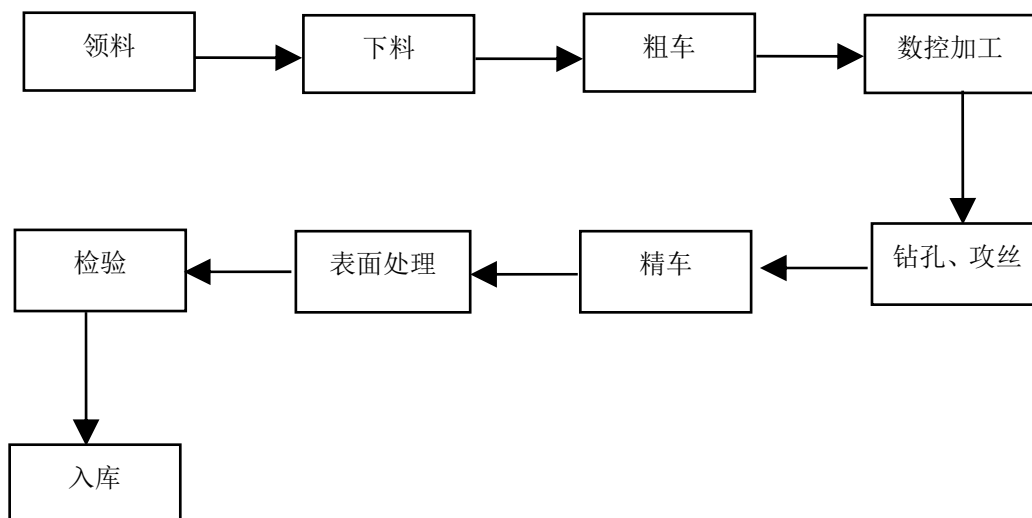 领料
下料
粗车
数控加工
钻孔、攻丝
精车
表面处理
检验
入库